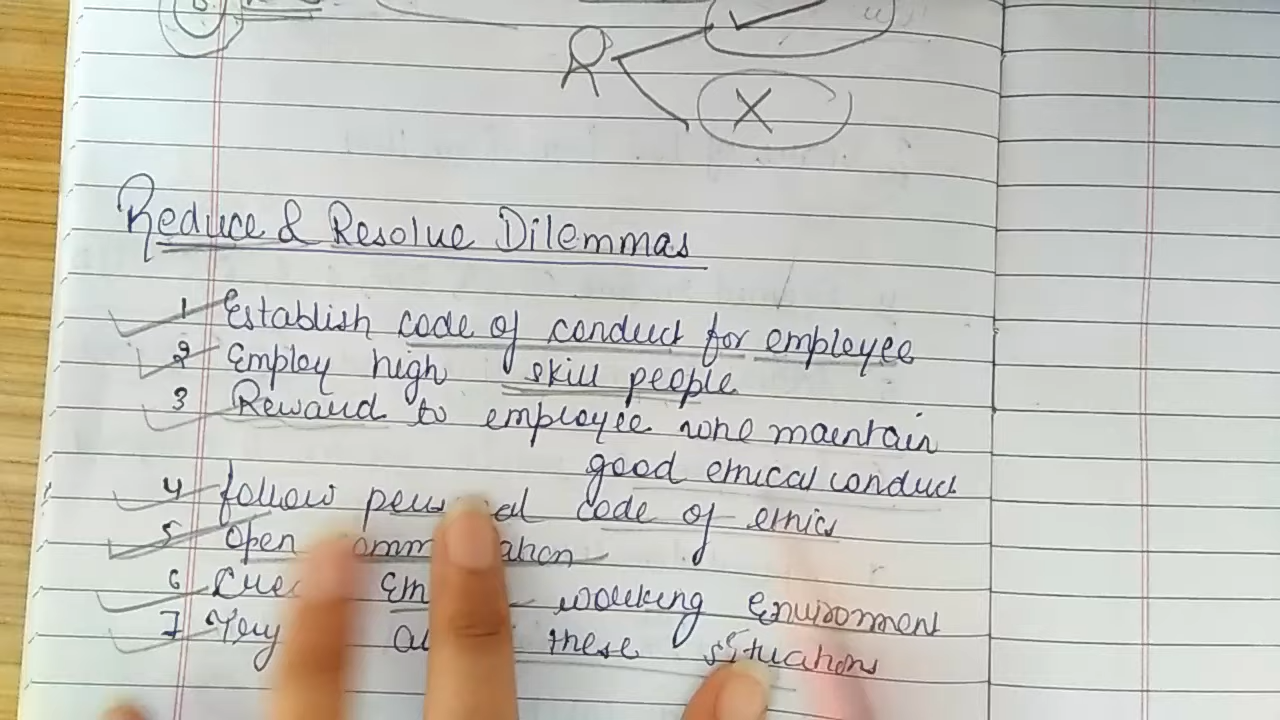 Reduce & Resolve Dilemmas
1 Establish code of conduct for employee
2 Employ high skill people
3 Reward to employee who maintain
good ethical conduct
4 follow code of ethics
5 Open
6 working Enviroment
7 these situations